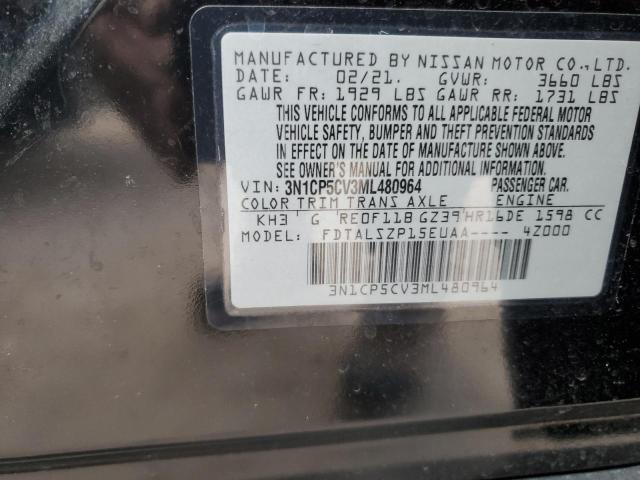 MANUFACTURED BY NISSAN MOTOR CO.,LTD.
DATE: 02/21. GVWR: 3660 LBS
GAWR FR: 1929 LBS GAWR RR: 1731 LBS
THIS VEHICLE CONFORMS TO ALL APPLICABLE FEDERAL MOTOR
VEHICLE SAFETY, BUMPER AND THEFT PREVENTION STANDARDS
IN EFFECT ON THE DATE OF MANUFACTURE SHOWN ABOVE.
SEE OWNER'S MANUAL FOR ADDITIONAL INFORMATION.
VIN: 3N1CP5CV3ML480964 PASSENGER CAR.
COLOR TRIM TRANS AXLE ENGINE
KH3 G RE0F11B GZ39 HR16DE 1598 CC
MODEL: FDTALSZP15EUAA---- 4Z000
3N1CP5CV3ML480964